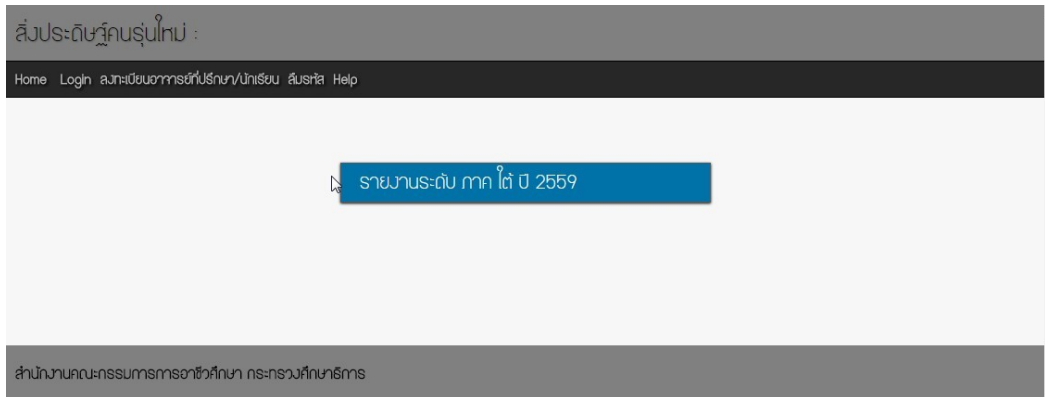 สิ่งประดิษฐ์คนรุ่นใหม่ :
Home Login ลงทะเบียนอาจารย์ที่ปรึกษา/นักเรียน ลืมรหัส Help
รายงานระดับ ภาค ใต้ ปี 2559
สำนักงานคณะกรรมการการอาชีวศึกษา กระทรวงศึกษาธิการ